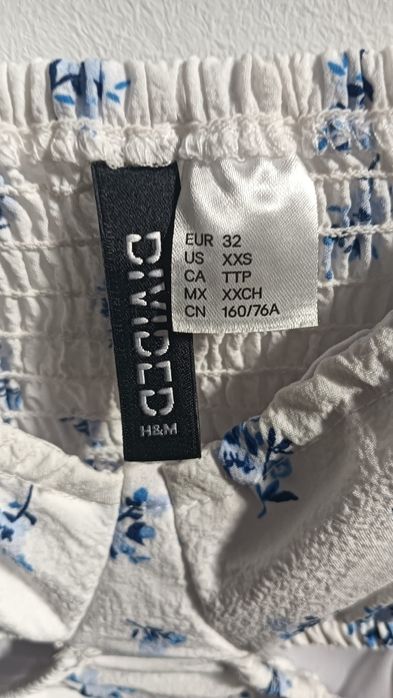 DIVIDED
H&M
EUR 32
US XXS
CA TTP
MX XXCH
CN 160/76A